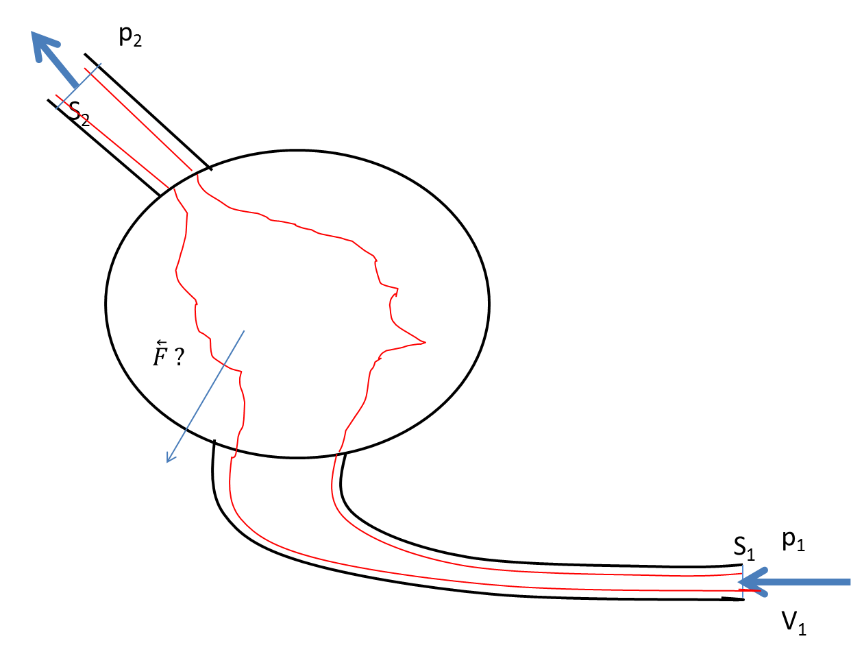 p₂
S₂
F⃖ ?
S₁
p₁
V₁